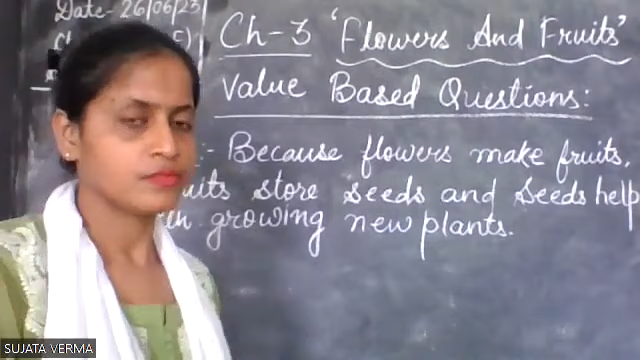 Date- 26/06/23
Ch-3 'Flowers And Fruits'
Value Based Questions:
:- Because flowers make fruits,
store seeds and seeds help
in growing new plants.
SUJATA VERMA